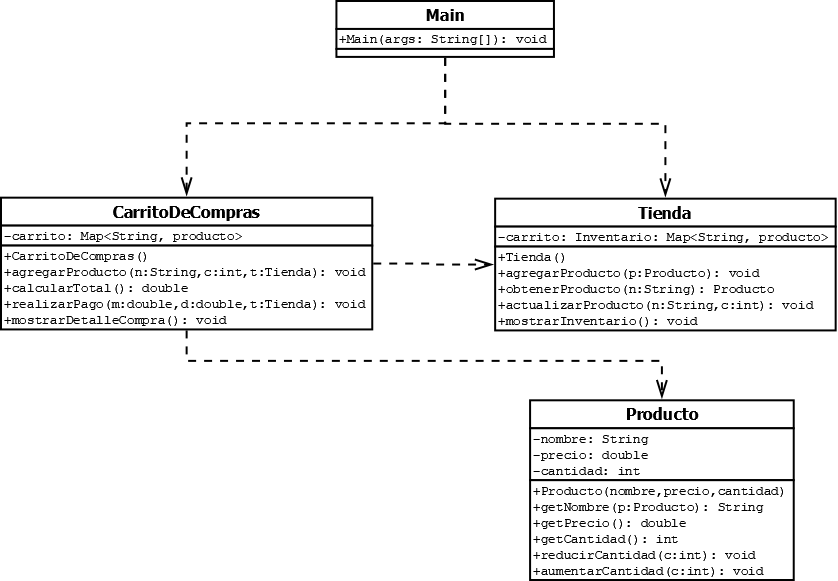 Main
+Main(args: String[]): void
CarritoDeCompras
-carrito: Map<String, producto>
+CarritoDeCompras()
+agregarProducto(n:String,c:int,t:Tienda): void
+calcularTotal(): double
+realizarPago(m:double,d:double,t:Tienda): void
+mostrarDetalleCompra(): void
Tienda
-carrito: Inventario: Map<String, producto>
+Tienda()
+agregarProducto(p:Producto): void
+obtenerProducto(n:String): Producto
+actualizarProducto(n:String,c:int): void
+mostrarInventario(): void
Producto
-nombre: String
-precio: double
-cantidad: int
+Producto(nombre,precio,cantidad)
+getNombre(p:Producto): String
+getPrecio(): double
+getCantidad(): int
+reducirCantidad(c:int): void
+aumentarCantidad(c:int): void